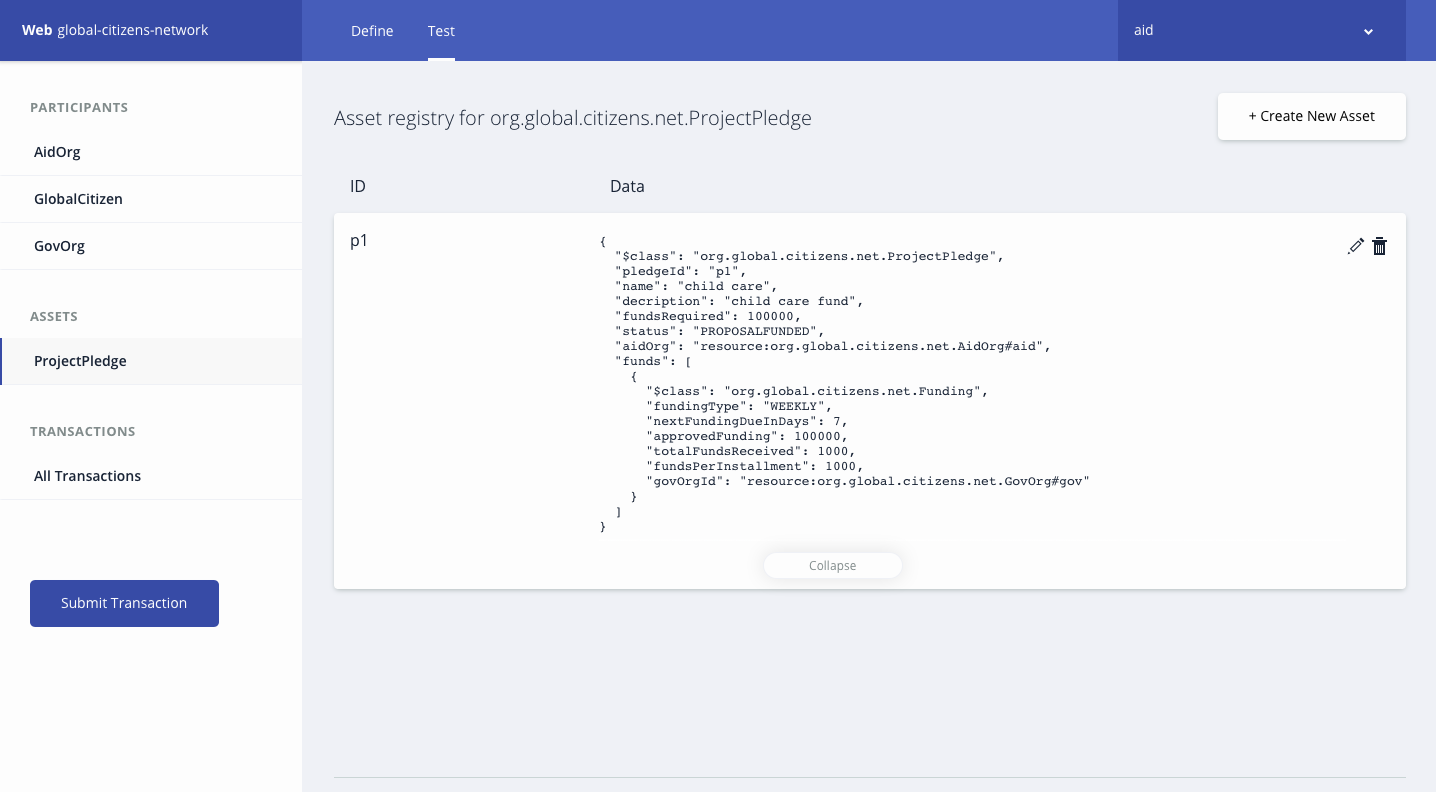 Web global-citizens-network
Define
Test
aid
PARTICIPANTS
AidOrg
GlobalCitizen
GovOrg
ASSETS
ProjectPledge
TRANSACTIONS
All Transactions
Submit Transaction
Asset registry for org.global.citizens.net.ProjectPledge
+ Create New Asset
ID
Data
p1
{
"$class": "org.global.citizens.net.ProjectPledge",
"pledgeId": "p1",
"name": "child care",
"decription": "child care fund",
"fundsRequired": 100000,
"status": "PROPOSALFUNDED",
"aidOrg": "resource:org.global.citizens.net.AidOrg#aid",
"funds": [
{
"$class": "org.global.citizens.net.Funding",
"fundingType": "WEEKLY",
"nextFundingDueInDays": 7,
"approvedFunding": 100000,
"totalFundsReceived": 1000,
"fundsPerInstallment": 1000,
"govOrgId": "resource:org.global.citizens.net.GovOrg#gov"
}
]
}
Collapse